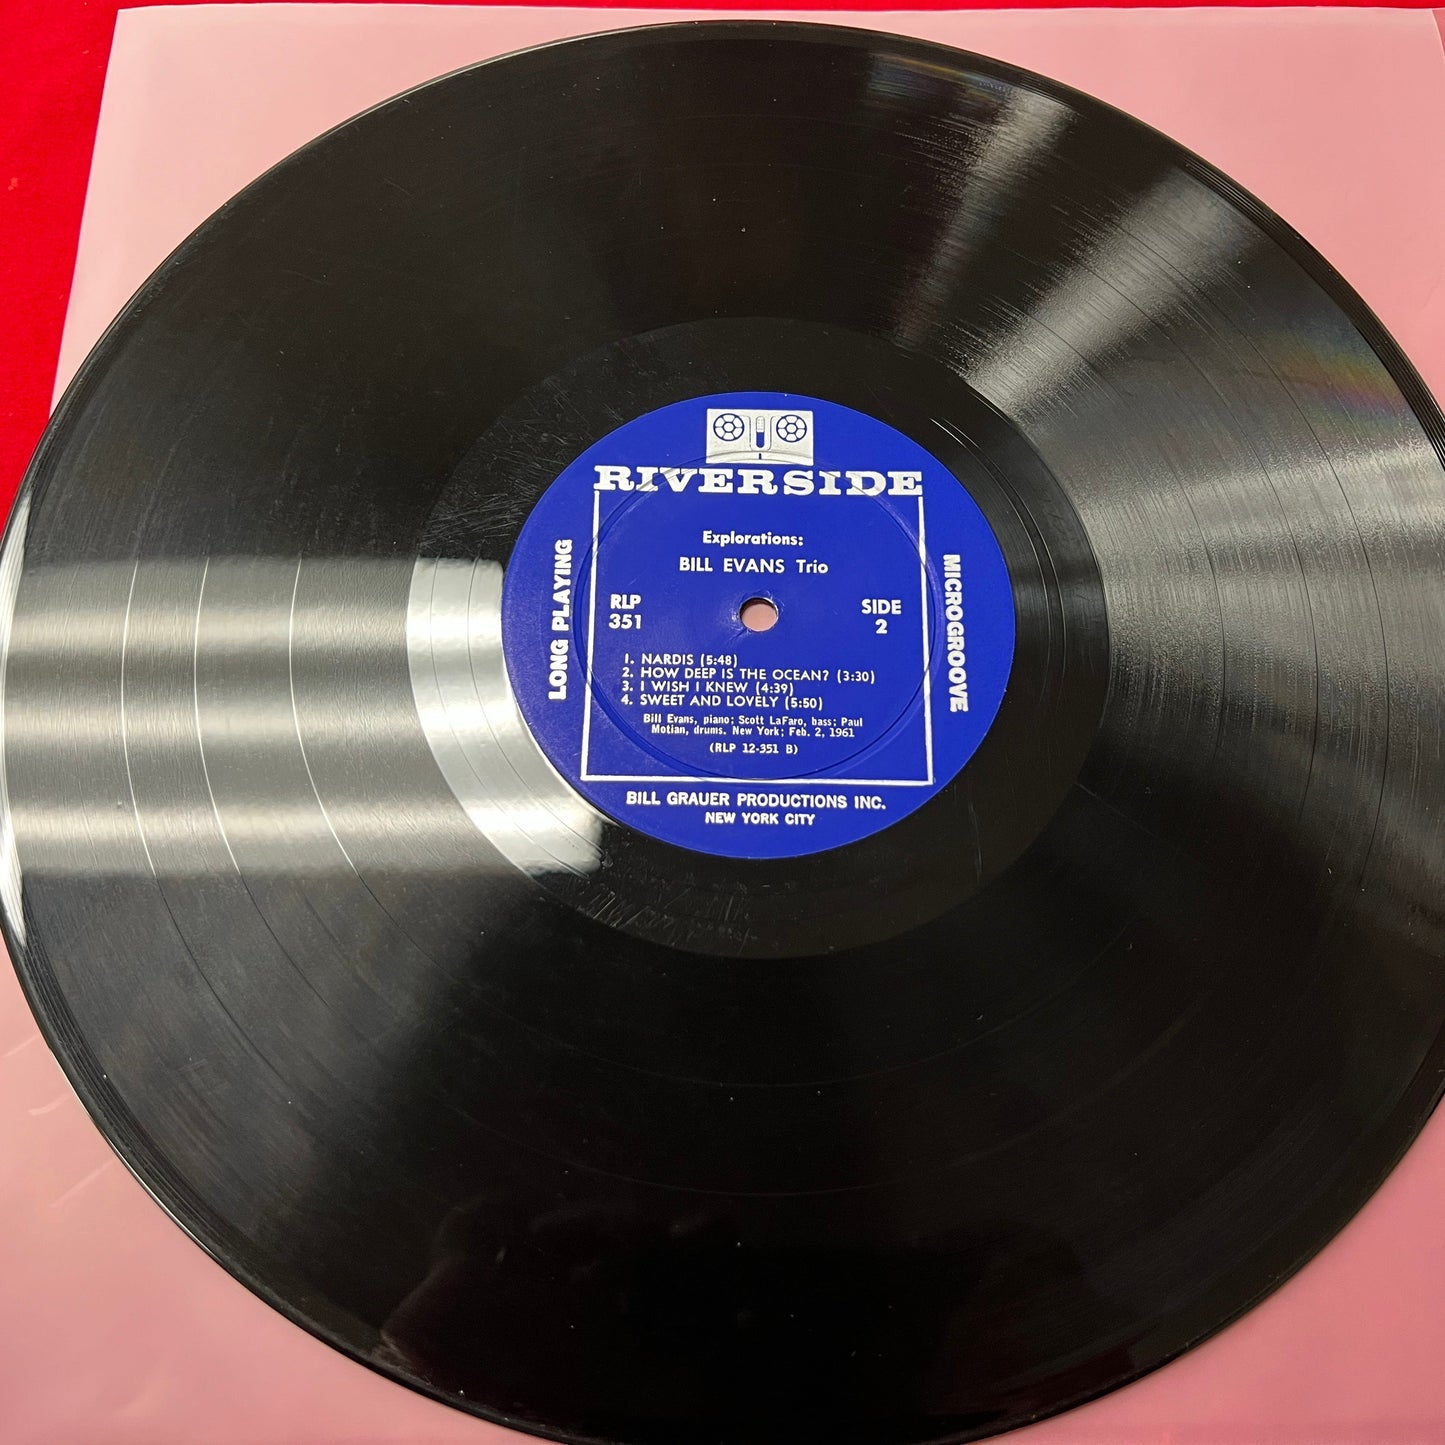 RIVERSIDE
Explorations:
BILL EVANS Trio
LONG PLAYING
MICROGROOVE
RLP
351
SIDE
2
1. NARDIS (5:48)
2. HOW DEEP IS THE OCEAN? (3:30)
3. I WISH I KNEW (4:39)
4. SWEET AND LOVELY (5:50)
Bill Evans, piano; Scott LaFaro, bass; Paul
Motian, drums. New York; Feb. 2, 1961
(RLP 12-351 B)
BILL GRAUER PRODUCTIONS INC.
NEW YORK CITY